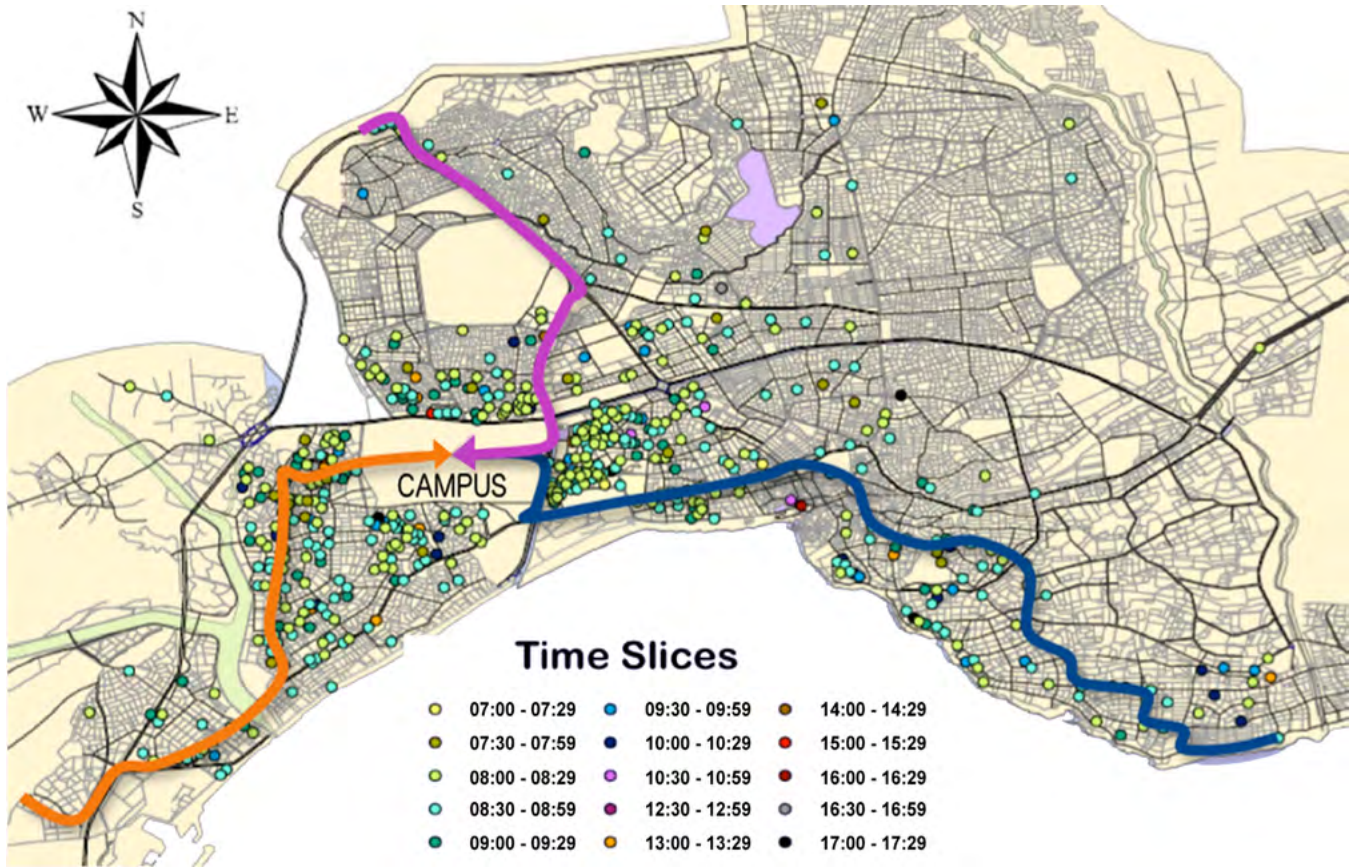 N
W E
S
CAMPUS
Time Slices
07:00 - 07:29 09:30 - 09:59 14:00 - 14:29
07:30 - 07:59 10:00 - 10:29 15:00 - 15:29
08:00 - 08:29 10:30 - 10:59 16:00 - 16:29
08:30 - 08:59 12:30 - 12:59 16:30 - 16:59
09:00 - 09:29 13:00 - 13:29 17:00 - 17:29